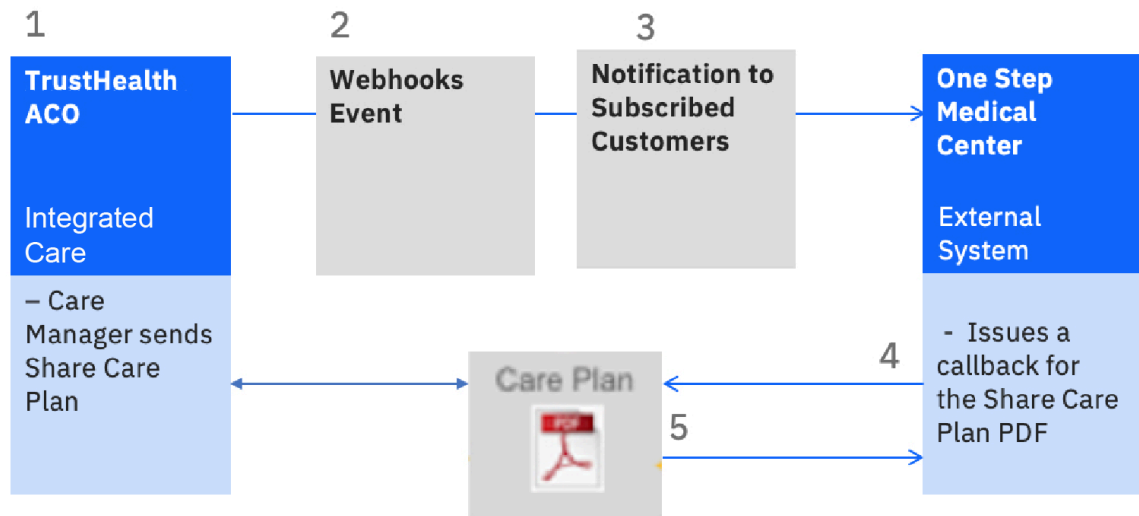 1
TrustHealth
ACO
Integrated
Care
– Care
Manager sends
Share Care
Plan
2
Webhooks
Event
3
Notification to
Subscribed
Customers
One Step
Medical
Center
External
System
- Issues a
callback for
the Share Care
Plan PDF
4
5
Care Plan
PDF